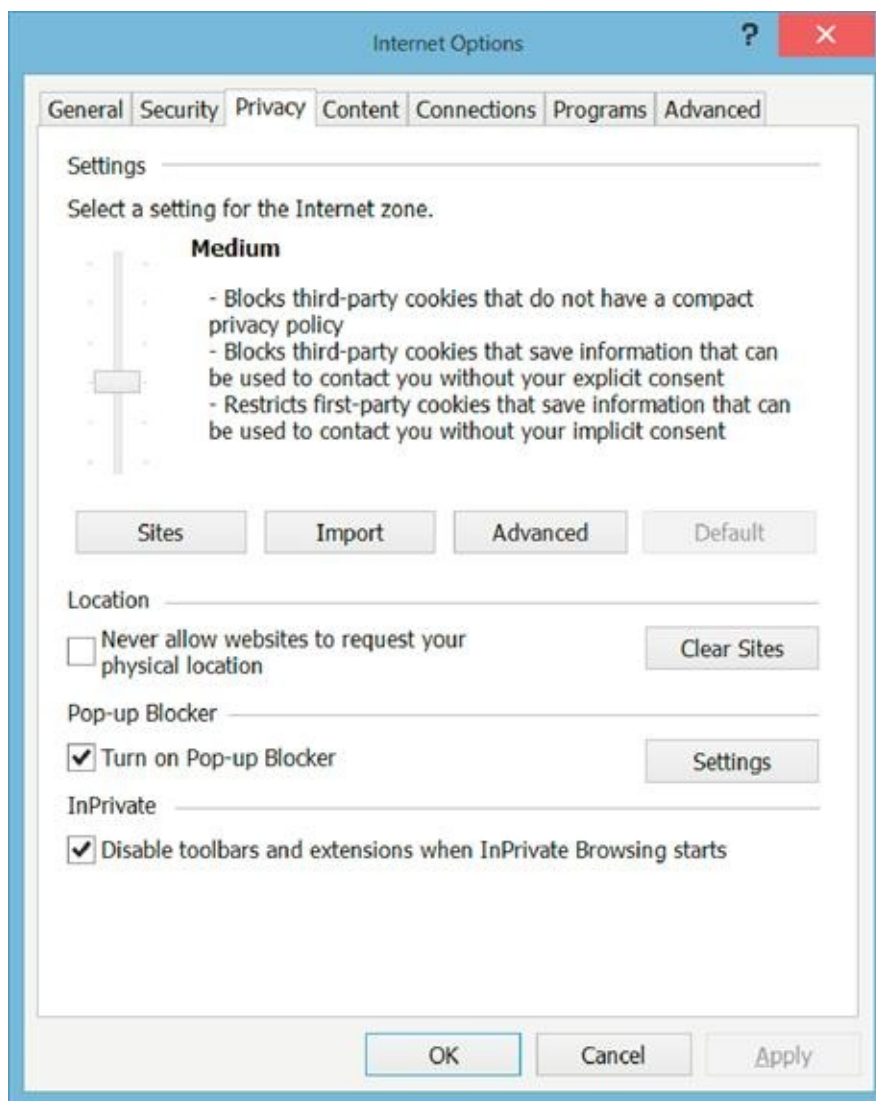 Internet Options ? ×
General Security Privacy Content Connections Programs Advanced
Settings
Select a setting for the Internet zone.
Medium
- Blocks third-party cookies that do not have a compact
privacy policy
- Blocks third-party cookies that save information that can
be used to contact you without your explicit consent
- Restricts first-party cookies that save information that can
be used to contact you without your implicit consent
Sites Import Advanced Default
Location
Never allow websites to request your
physical location
Clear Sites
Pop-up Blocker
Turn on Pop-up Blocker Settings
InPrivate
Disable toolbars and extensions when InPrivate Browsing starts
OK Cancel Apply